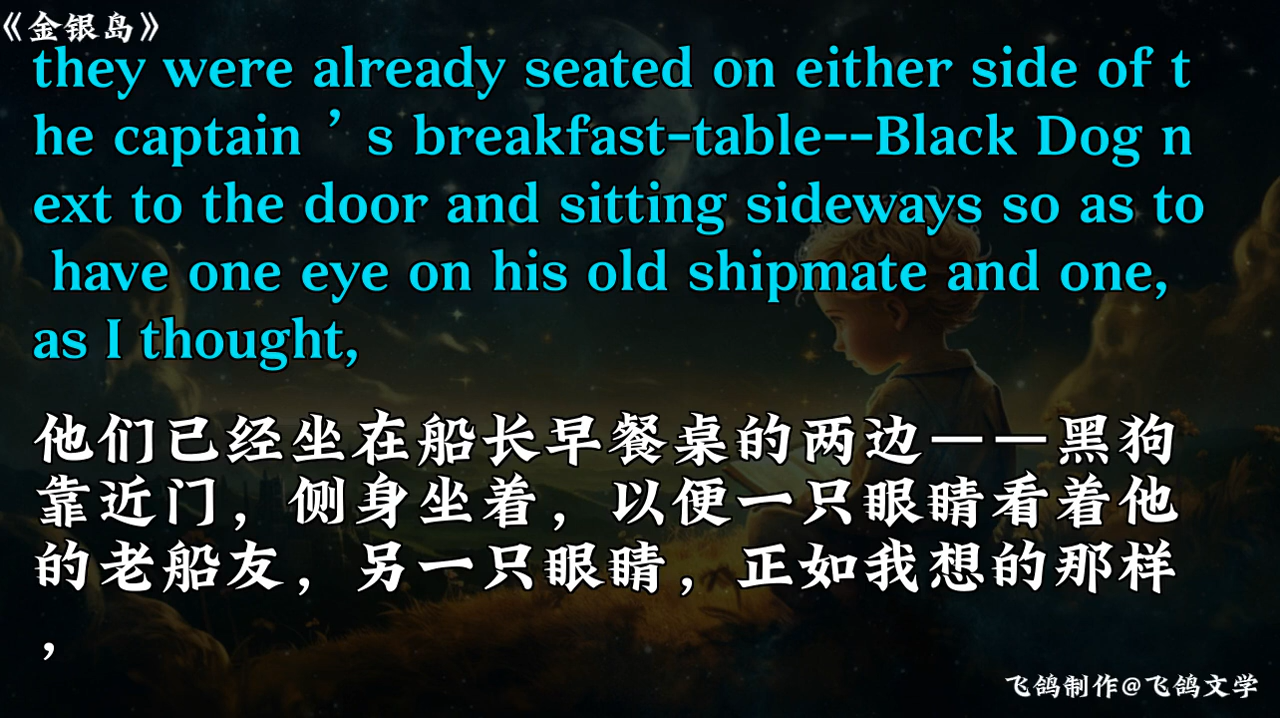 《金银岛》
they were already seated on either side of t
he captain ’ s breakfast-table--Black Dog n
ext to the door and sitting sideways so as to
have one eye on his old shipmate and one,
as I thought,
他们已经坐在船长早餐桌的两边——黑狗
靠近门，侧身坐着，以便一只眼睛看着他
的老船友，另一只眼睛，正如我想的那样
，
飞鸽制作@飞鸽文学